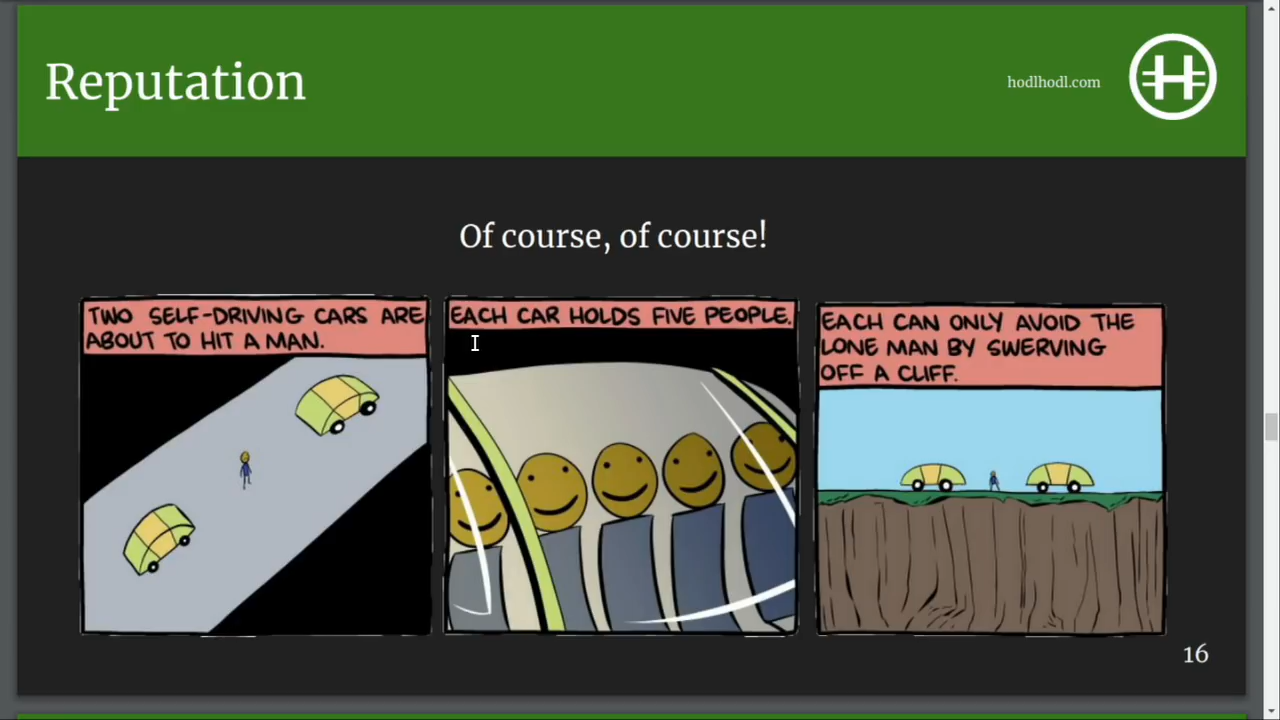 Reputation
hodlhodl.com
Of course, of course!
TWO SELF-DRIVING CARS ARE
ABOUT TO HIT A MAN.
EACH CAR HOLDS FIVE PEOPLE.
EACH CAN ONLY AVOID THE
LONE MAN BY SWERVING
OFF A CLIFF.
16